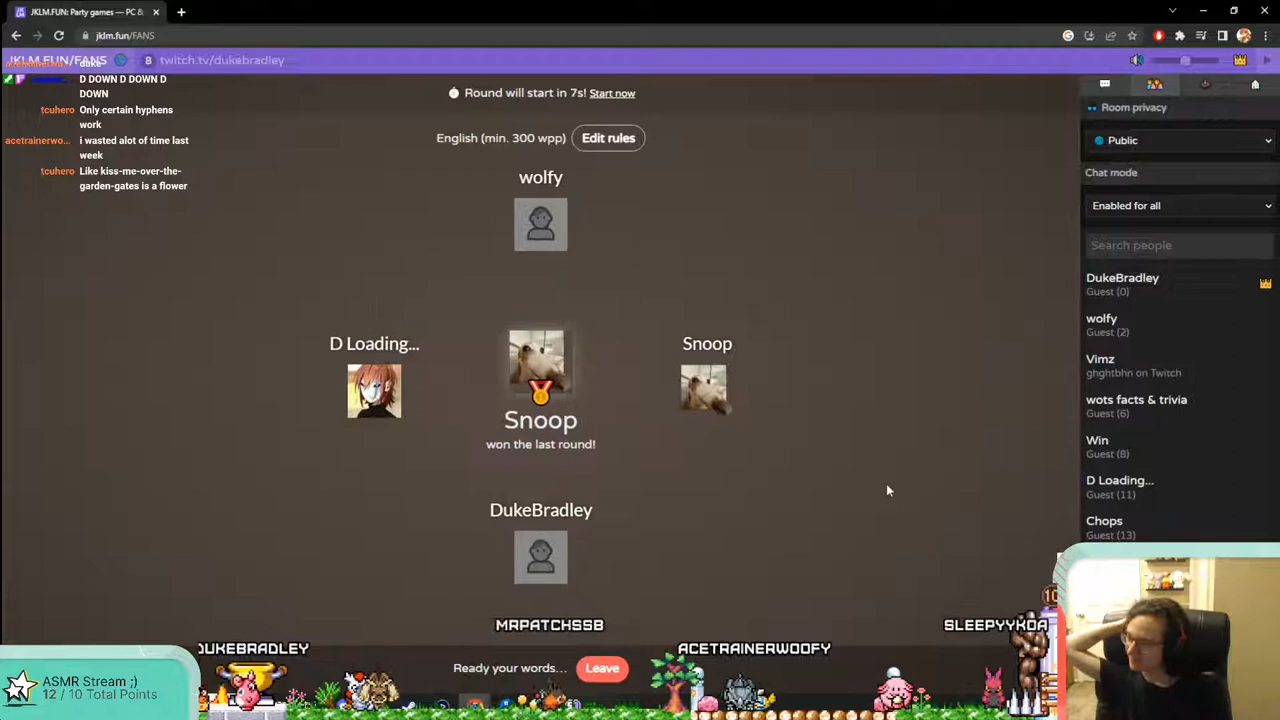 JKLM.FUN: Party games — PC &
jklm.fun/FANS
JKLM.FUN/FANS
8
twitch.tv/dukebradley
duke
D DOWN D DOWN D
DOWN
tcuhero Only certain hyphens
work
acetrainerwo... i wasted alot of time last
week
tcuhero Like kiss-me-over-the-
garden-gates is a flower
Round will start in 7s! Start now
English (min. 300 wpp) Edit rules
wolfy
D Loading...
Snoop
Snoop
won the last round!
DukeBradley
Room privacy
Public
Chat mode
Enabled for all
Search people
DukeBradley
Guest (0)
wolfy
Guest (2)
Vimz
ghghtbhn on Twitch
wots facts & trivia
Guest (6)
Win
Guest (8)
D Loading...
Guest (11)
Chops
Guest (13)
MRPATCHSSB
DUKEBRADLEY
ACETRAINERWOOFY
SLEEPYYKOA
Ready your words... Leave
ASMR Stream ;)
12 / 10 Total Points